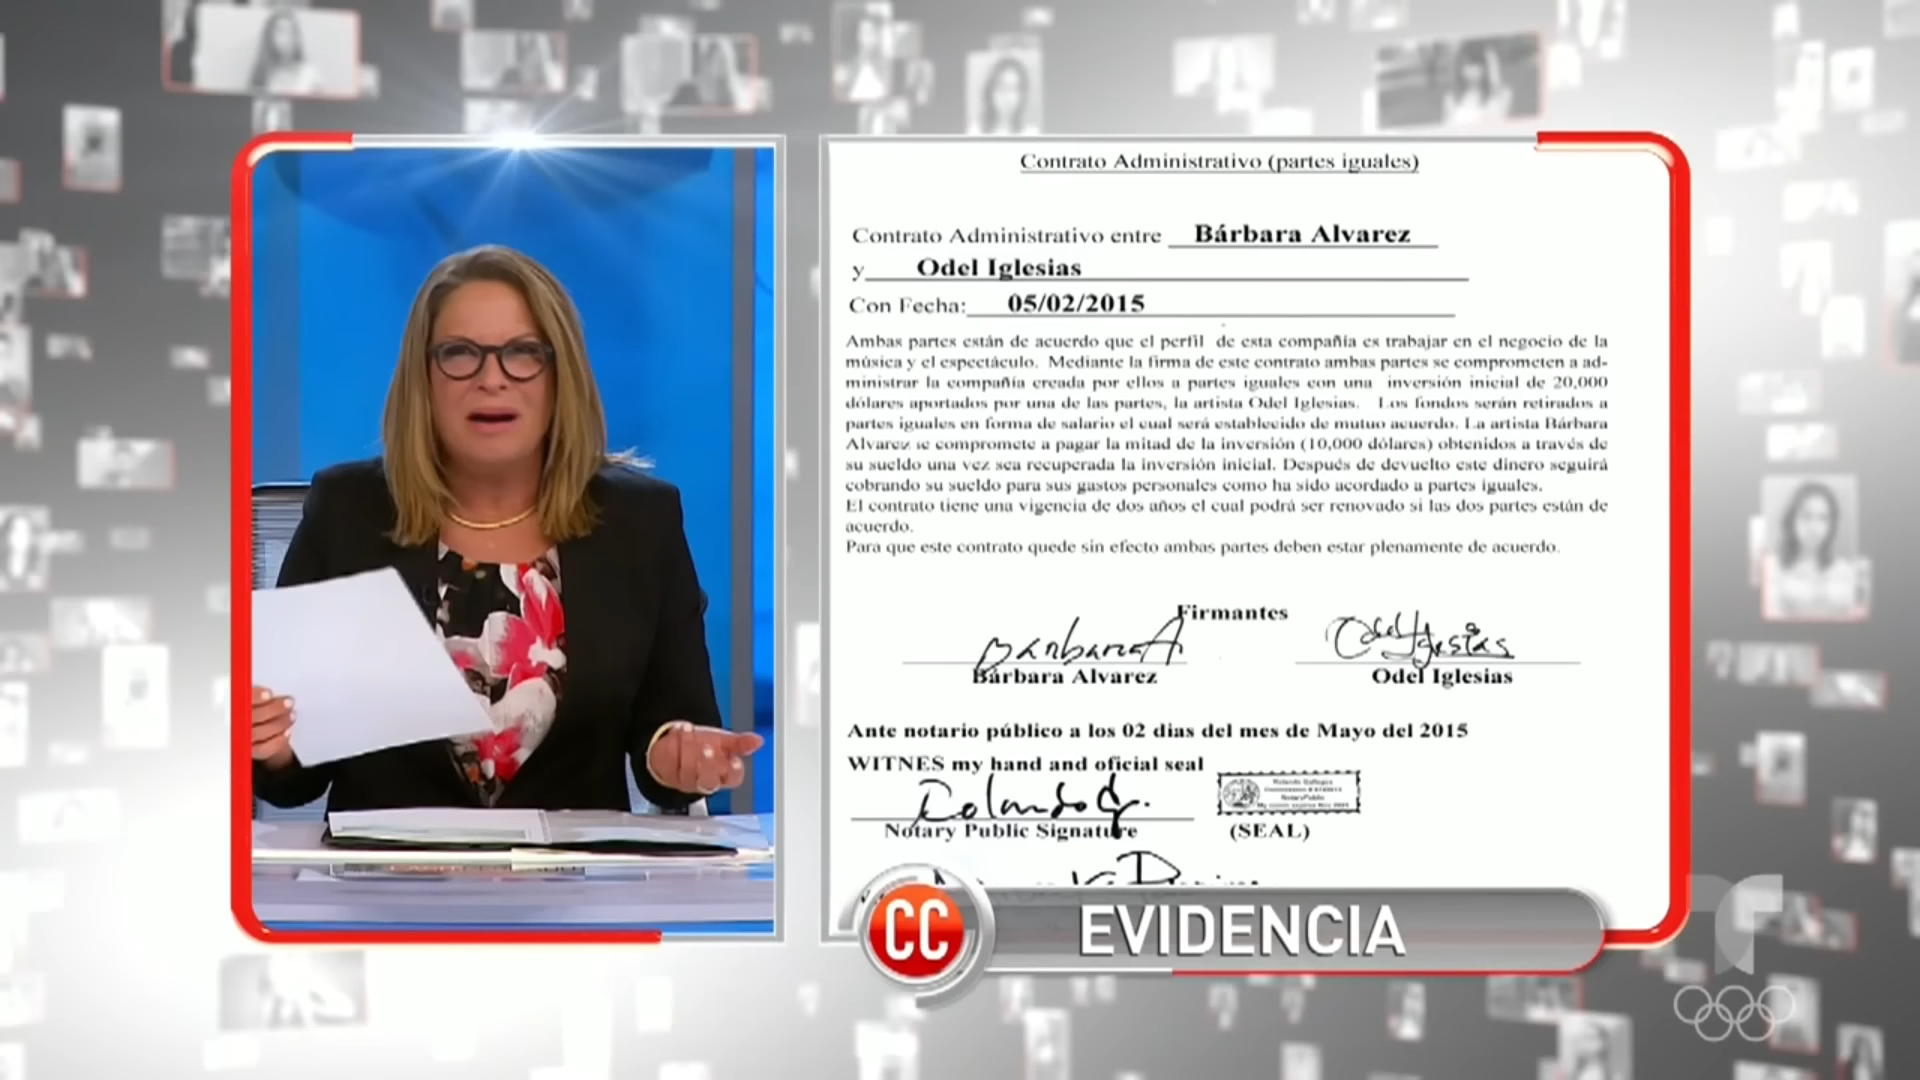 Contrato Administrativo (partes iguales)
Contrato Administrativo entre Bárbara Alvarez
y Odel Iglesias
Con Fecha: 05/02/2015
Ambas partes están de acuerdo que el perfil de esta compañía es trabajar en el negocio de la
música y el espectáculo. Mediante la firma de este contrato ambas partes se comprometen a ad-
ministrar la compañía creada por ellos a partes iguales con una inversión inicial de 20,000
dólares aportados por una de las partes, la artista Odel Iglesias. Los fondos serán retirados a
partes iguales en forma de salario el cual será establecido de mutuo acuerdo. La artista Bárbara
Alvarez se compromete a pagar la mitad de la inversión (10,000 dólares) obtenidos a través de
su sueldo una vez sea recuperada la inversión inicial. Después de devuelto este dinero seguirá
cobrando su sueldo para sus gastos personales como ha sido acordado a partes iguales.
El contrato tiene una vigencia de dos años el cual podrá ser renovado si las dos partes están de
acuerdo.
Para que este contrato quede sin efecto ambas partes deben estar plenamente de acuerdo.
Firmantes
Bárbara A Odel Iglesias
Bárbara Alvarez Odel Iglesias
Ante notario público a los 02 dias del mes de Mayo del 2015
WITNES my hand and oficial seal
Notary Public Signature (SEAL)
CC EVIDENCIA